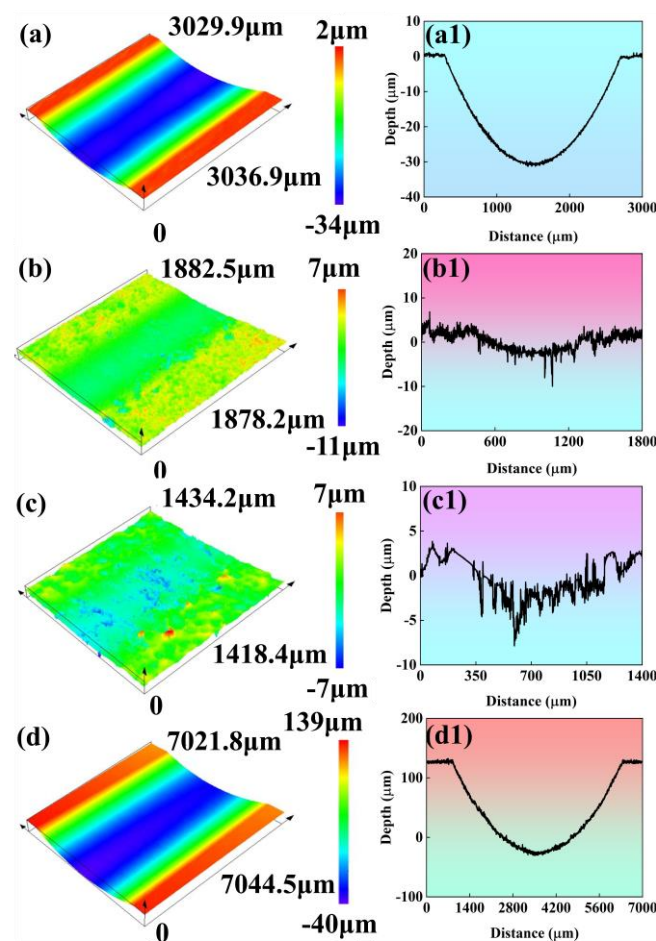 (a)
3029.9μm
2μm
3036.9μm
0
-34μm
(a1)
Depth (μm)
10
0
-10
-20
-30
-40
0
1000
2000
3000
Distance (μm)
(b)
1882.5μm
7μm
1878.2μm
0
-11μm
(b1)
Depth (μm)
20
10
0
-10
-20
0
600
1200
1800
Distance (μm)
(c)
1434.2μm
7μm
1418.4μm
0
-7μm
(c1)
Depth (μm)
10
5
0
-5
-10
0
350
700
1050
1400
Distance (μm)
(d)
7021.8μm
139μm
7044.5μm
0
-40μm
(d1)
Depth (μm)
200
100
0
-100
0
1400
2800
4200
5600
7000
Distance (μm)